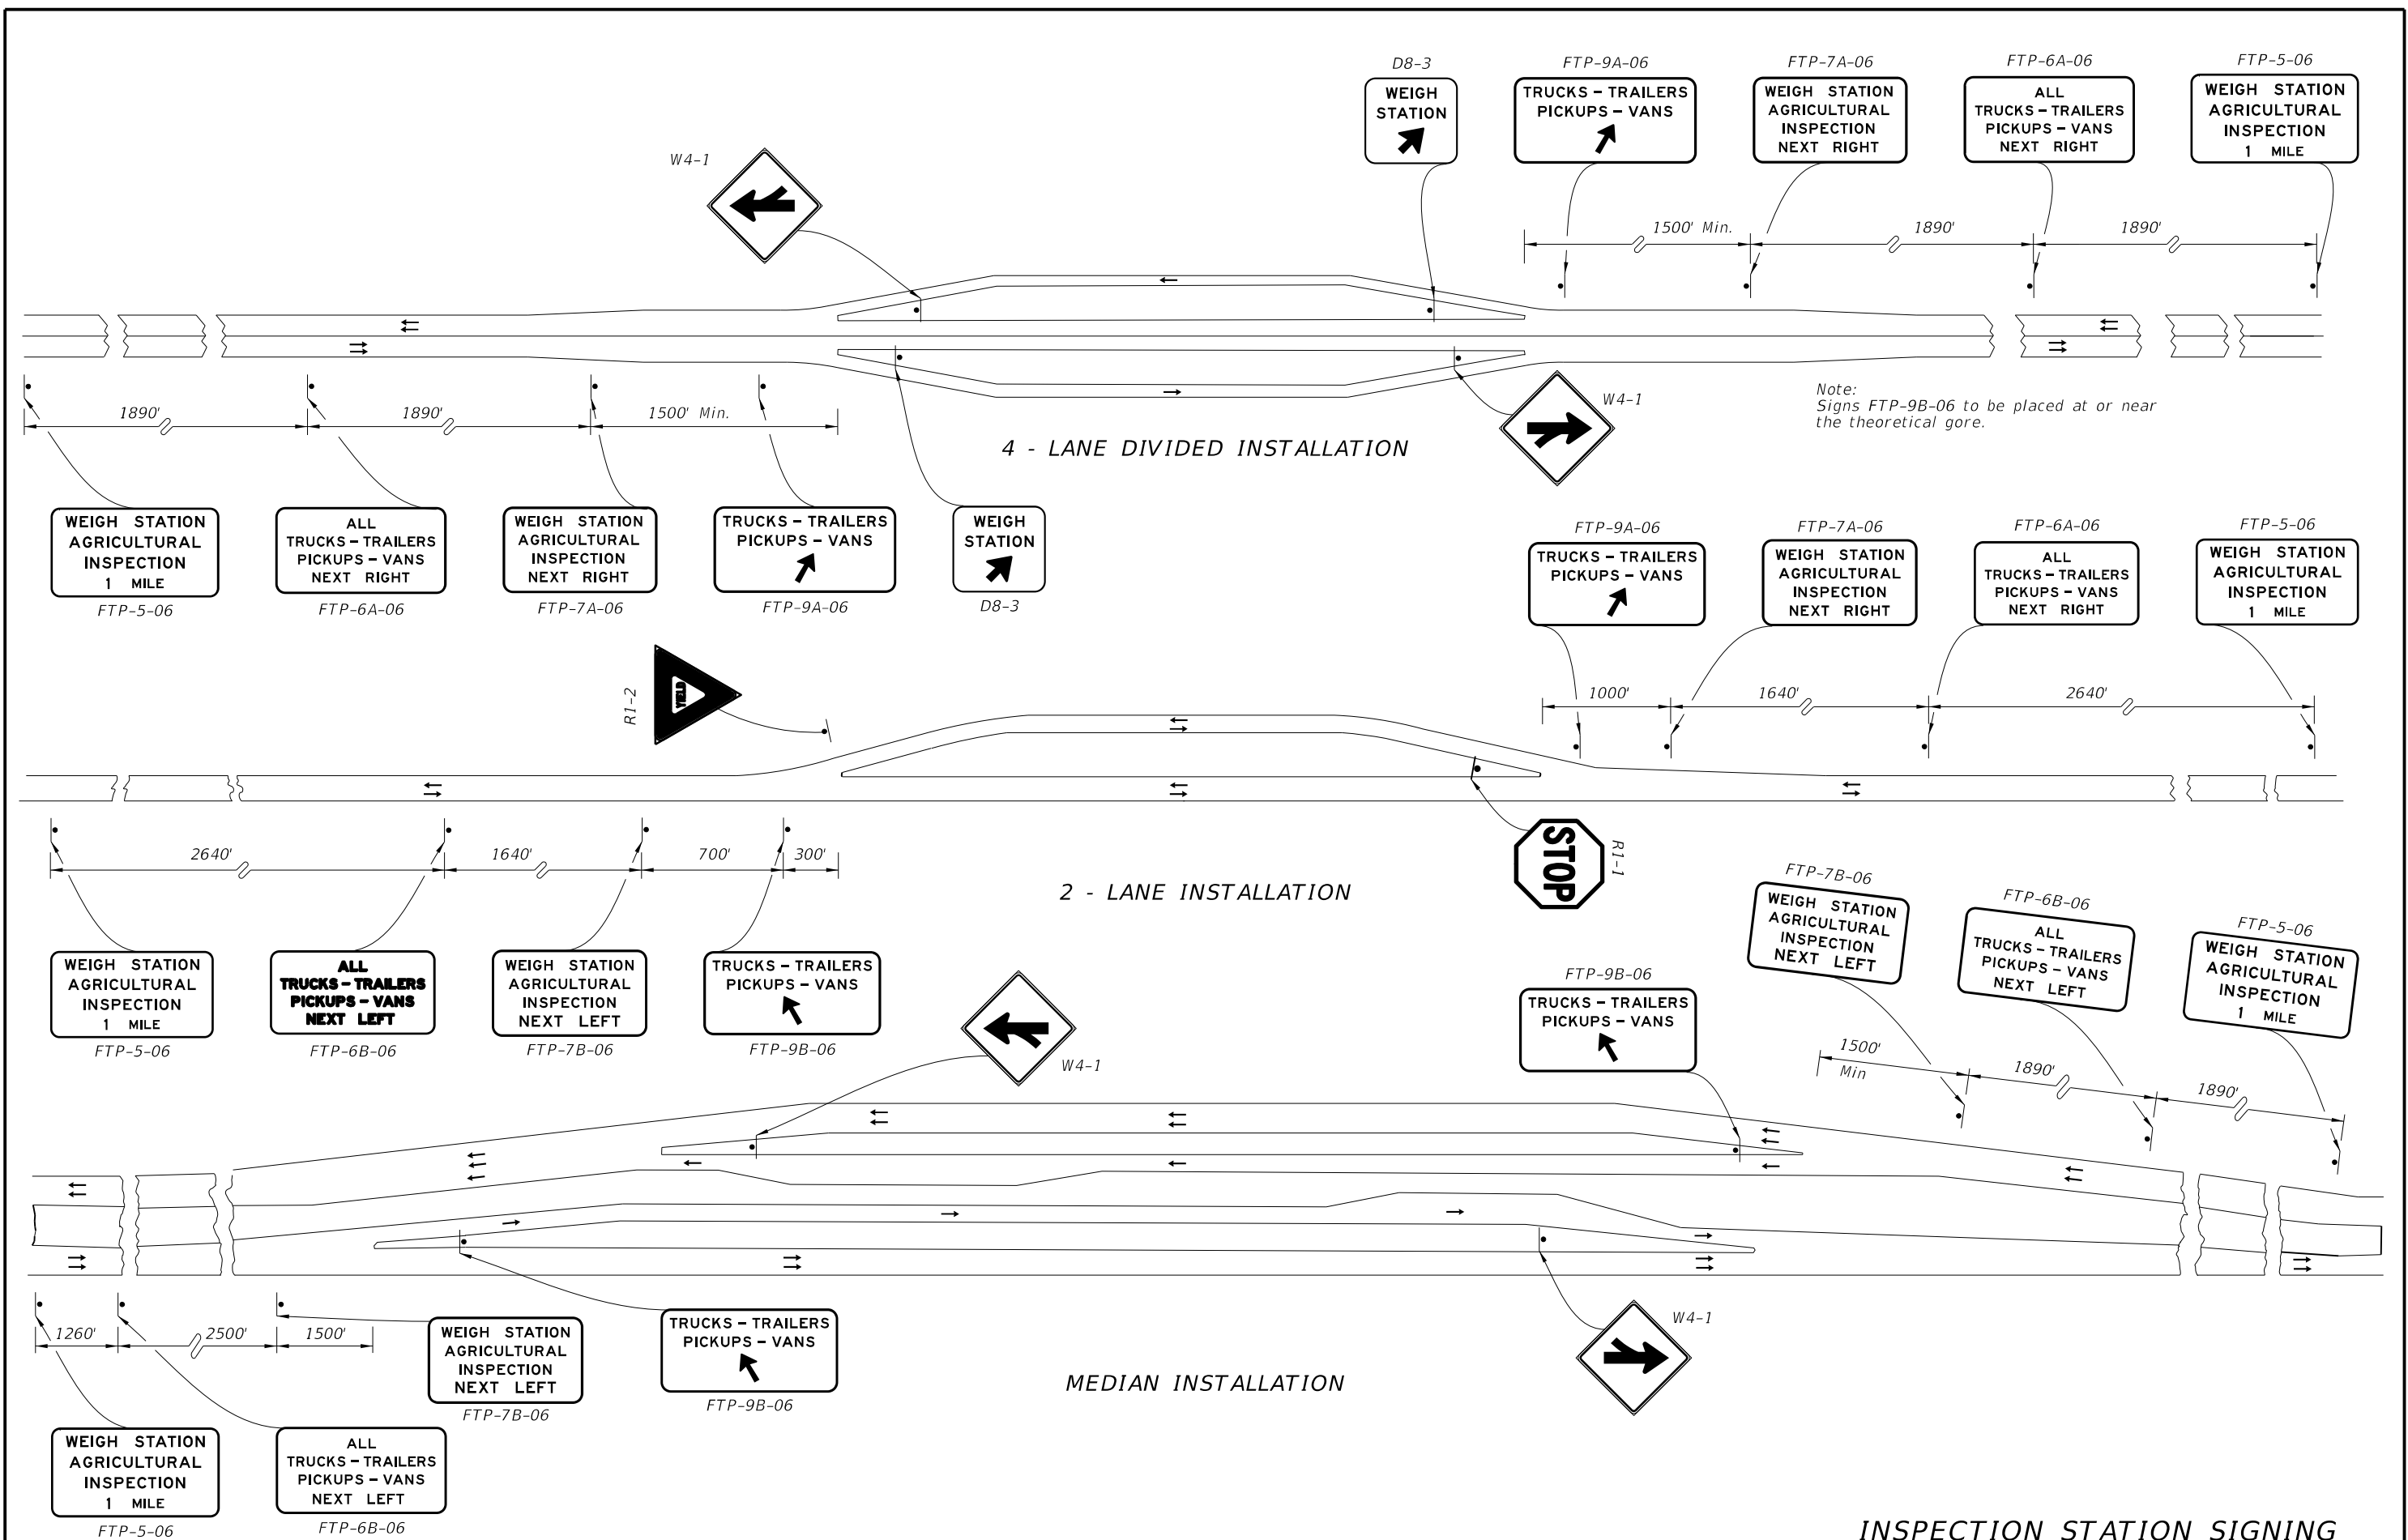 D8-3
WEIGH
STATION
FTP-9A-06
TRUCKS - TRAILERS
PICKUPS - VANS
FTP-7A-06
WEIGH STATION
AGRICULTURAL
INSPECTION
NEXT RIGHT
FTP-6A-06
ALL
TRUCKS - TRAILERS
PICKUPS - VANS
NEXT RIGHT
FTP-5-06
WEIGH STATION
AGRICULTURAL
INSPECTION
1 MILE
W4-1
1500' Min.
1890'
1890'
1890'
1890'
1500' Min.
W4-1
Note:
Signs FTP-9B-06 to be placed at or near
the theoretical gore.
4 - LANE DIVIDED INSTALLATION
WEIGH STATION
AGRICULTURAL
INSPECTION
1 MILE
FTP-5-06
ALL
TRUCKS - TRAILERS
PICKUPS - VANS
NEXT RIGHT
FTP-6A-06
WEIGH STATION
AGRICULTURAL
INSPECTION
NEXT RIGHT
FTP-7A-06
TRUCKS - TRAILERS
PICKUPS - VANS
FTP-9A-06
WEIGH
STATION
D8-3
FTP-9A-06
TRUCKS - TRAILERS
PICKUPS - VANS
FTP-7A-06
WEIGH STATION
AGRICULTURAL
INSPECTION
NEXT RIGHT
FTP-6A-06
ALL
TRUCKS - TRAILERS
PICKUPS - VANS
NEXT RIGHT
FTP-5-06
WEIGH STATION
AGRICULTURAL
INSPECTION
1 MILE
R1-2
YIELD
1000'
1640'
2640'
2640'
1640'
700'
300'
STOP
R1-1
2 - LANE INSTALLATION
WEIGH STATION
AGRICULTURAL
INSPECTION
1 MILE
FTP-5-06
ALL
TRUCKS - TRAILERS
PICKUPS - VANS
NEXT LEFT
FTP-6B-06
WEIGH STATION
AGRICULTURAL
INSPECTION
NEXT LEFT
FTP-7B-06
TRUCKS - TRAILERS
PICKUPS - VANS
FTP-9B-06
W4-1
FTP-9B-06
TRUCKS - TRAILERS
PICKUPS - VANS
FTP-7B-06
WEIGH STATION
AGRICULTURAL
INSPECTION
NEXT LEFT
FTP-6B-06
ALL
TRUCKS - TRAILERS
PICKUPS - VANS
NEXT LEFT
FTP-5-06
WEIGH STATION
AGRICULTURAL
INSPECTION
1 MILE
1500'
Min
1890'
1890'
1260'
2500'
1500'
WEIGH STATION
AGRICULTURAL
INSPECTION
NEXT LEFT
FTP-7B-06
TRUCKS - TRAILERS
PICKUPS - VANS
FTP-9B-06
W4-1
MEDIAN INSTALLATION
WEIGH STATION
AGRICULTURAL
INSPECTION
1 MILE
FTP-5-06
ALL
TRUCKS - TRAILERS
PICKUPS - VANS
NEXT LEFT
FTP-6B-06
INSPECTION STATION SIGNING